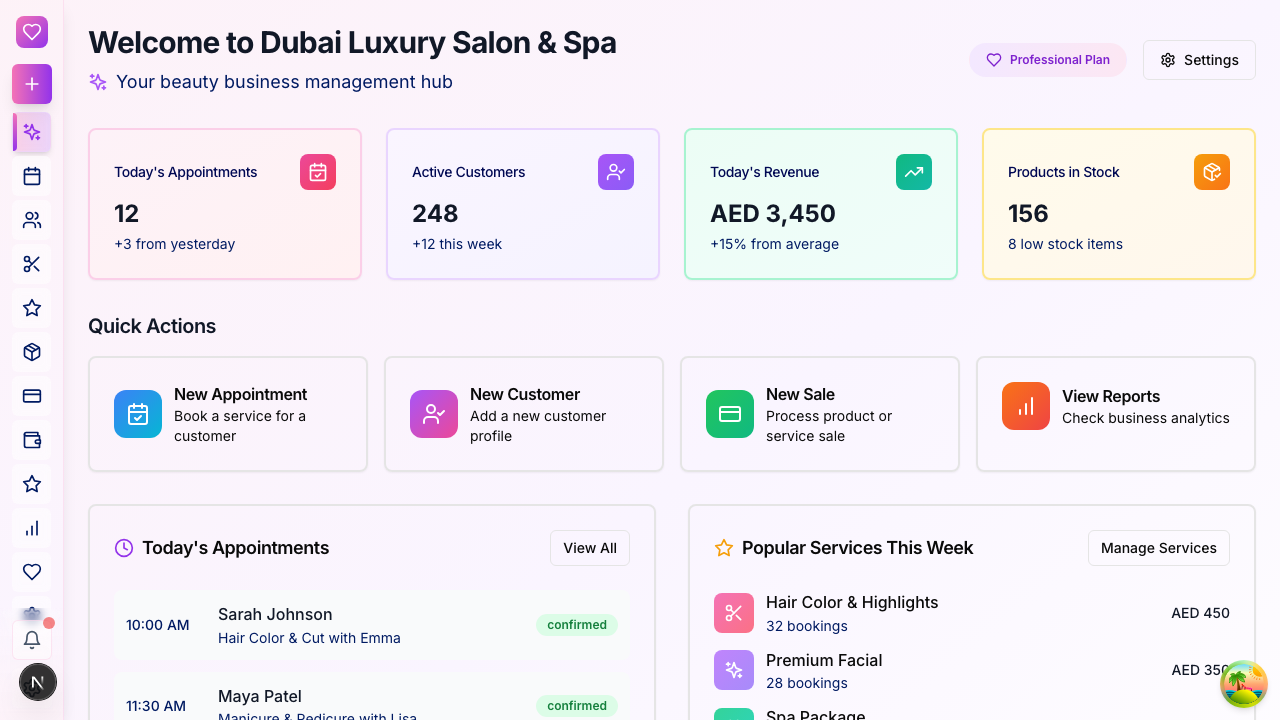 Welcome to Dubai Luxury Salon & Spa
Your beauty business management hub
Professional Plan
Settings
Today's Appointments
12
+3 from yesterday
Active Customers
248
+12 this week
Today's Revenue
AED 3,450
+15% from average
Products in Stock
156
8 low stock items
Quick Actions
New Appointment
Book a service for a
customer
New Customer
Add a new customer
profile
New Sale
Process product or
service sale
View Reports
Check business analytics
Today's Appointments
View All
10:00 AM
Sarah Johnson
Hair Color & Cut with Emma
confirmed
11:30 AM
Maya Patel
Manicure & Pedicure with Lisa
confirmed
Popular Services This Week
Manage Services
Hair Color & Highlights
32 bookings
AED 450
Premium Facial
28 bookings
AED 350
Spa Package
N